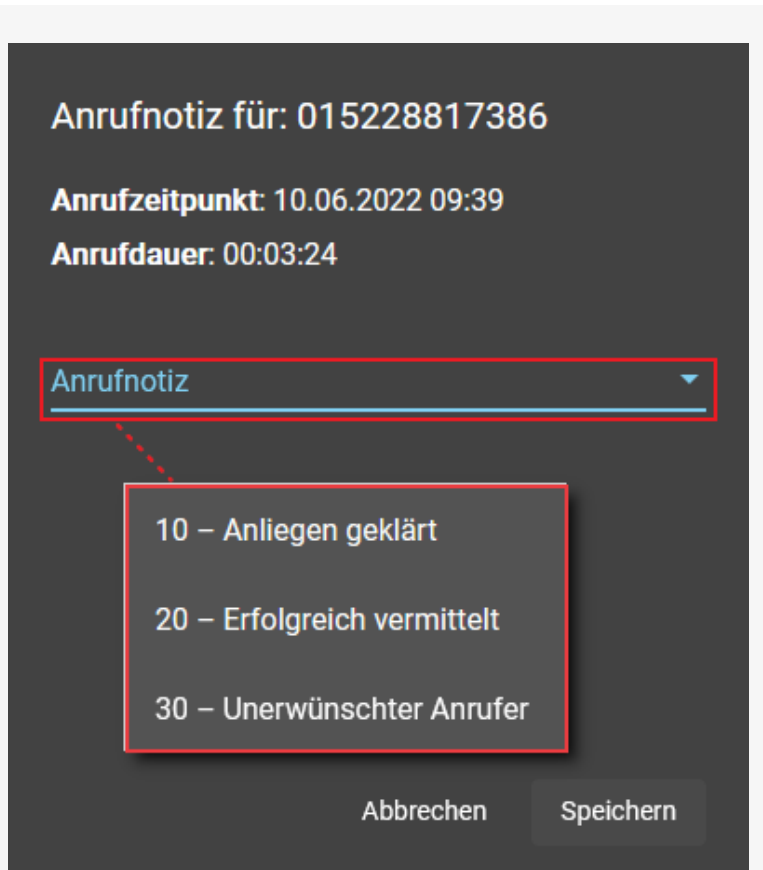 Anrufnotiz für: 015228817386
Anrufzeitpunkt: 10.06.2022 09:39
Anrufdauer: 00:03:24
Anrufnotiz
10 – Anliegen geklärt
20 – Erfolgreich vermittelt
30 – Unerwünschter Anrufer
Abbrechen Speichern